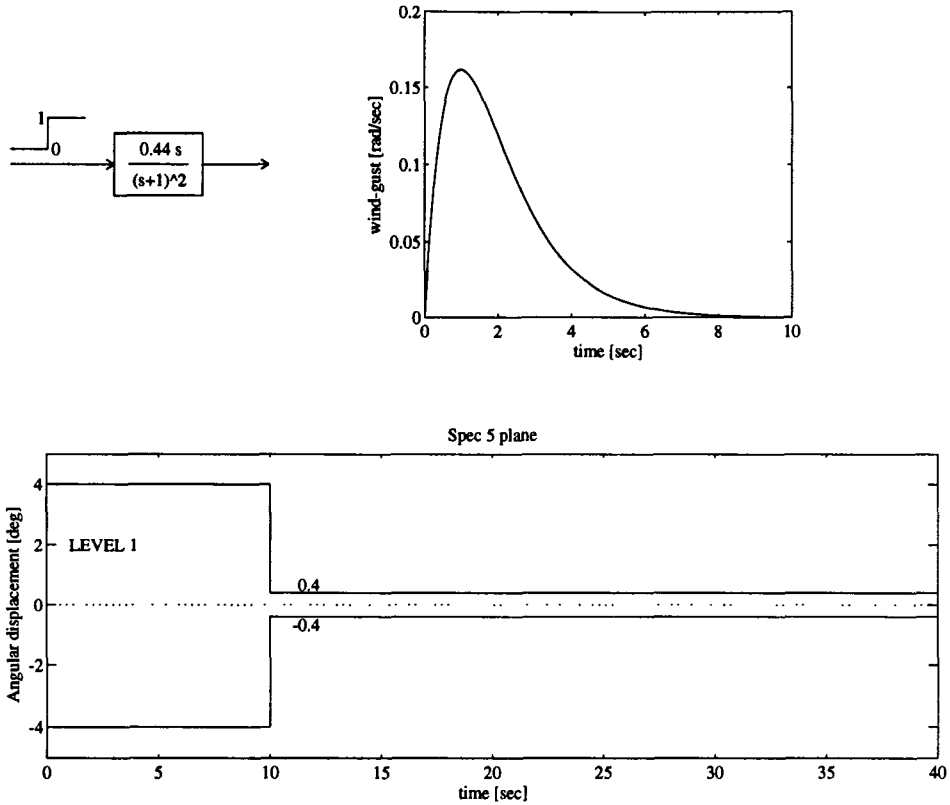 1
0
0.44 s
(s+1)^2
0.2
0.15
0.1
0.05
0
wind-gust [rad/sec]
0 2 4 6 8 10
time [sec]
Spec 5 plane
4
2
0
-2
-4
Angular displacement [deg]
LEVEL 1
0.4
-0.4
0 5 10 15 20 25 30 35 40
time [sec]